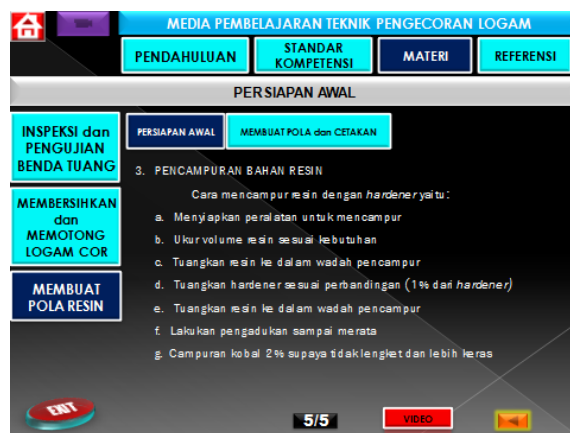 MEDIA PEMBELAJARAN TEKNIK PENGECORAN LOGAM
PENDAHULUAN
STANDAR
KOMPETENSI
MATERI
REFERENSI
PERSIAPAN AWAL
INSPEKSI dan
PENGUJIAN
BENDA TUANG
MEMBERSIHKAN
dan
MEMOTONG
LOGAM COR
MEMBUAT
POLA RESIN
PERSIAPAN AWAL
MEMBUAT POLA dan CETAKAN
3. PENCAMPURAN BAHAN RESIN
Cara mencampur resin dengan hardener yaitu:
a. Menyiapkan peralatan untuk mencampur
b. Ukur volume resin sesuai kebutuhan
c. Tuangkan resin ke dalam wadah pencampur
d. Tuangkan hardener sesuai perbandingan (1% dari hardener)
e. Tuangkan resin ke dalam wadah pencampur
f. Lakukan pengadukan sampai merata
g. Campuran kobal 2% supaya tidak lengket dan lebih keras
EXIT
5/5
VIDEO